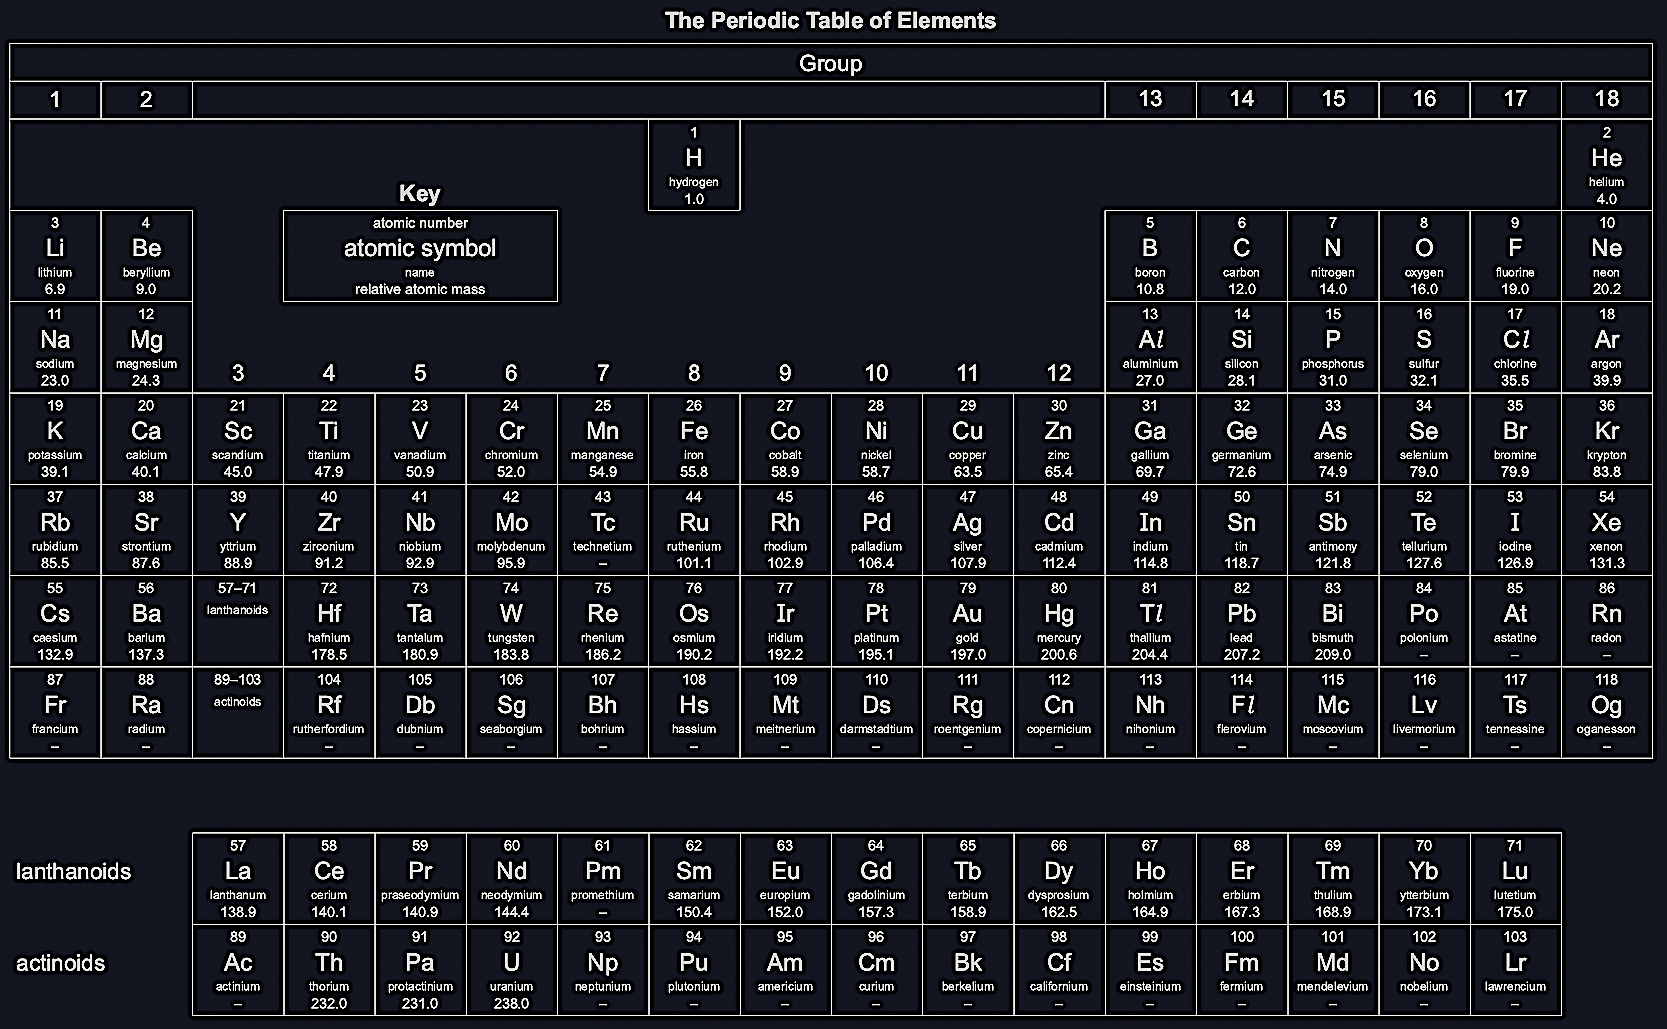 The Periodic Table of Elements
Group
1 2 13 14 15 16 17 18
1 2
H He
hydrogen helium
1.0 4.0
Key
atomic number
atomic symbol
name
relative atomic mass
3 4 5 6 7 8 9 10
Li Be B C N O F Ne
lithium beryllium boron carbon nitrogen oxygen fluorine neon
6.9 9.0 10.8 12.0 14.0 16.0 19.0 20.2
11 12 13 14 15 16 17 18
Na Mg Al Si P S Cl Ar
sodium magnesium aluminium silicon phosphorus sulfur chlorine argon
23.0 24.3 27.0 28.1 31.0 32.1 35.5 39.9
3 4 5 6 7 8 9 10 11 12
19 20 21 22 23 24 25 26 27 28 29 30 31 32 33 34 35 36
K Ca Sc Ti V Cr Mn Fe Co Ni Cu Zn Ga Ge As Se Br Kr
potassium calcium scandium titanium vanadium chromium manganese iron cobalt nickel copper zinc gallium germanium arsenic selenium bromine krypton
39.1 40.1 45.0 47.9 50.9 52.0 54.9 55.8 58.9 58.7 63.5 65.4 69.7 72.6 74.9 79.0 79.9 83.8
37 38 39 40 41 42 43 44 45 46 47 48 49 50 51 52 53 54
Rb Sr Y Zr Nb Mo Tc Ru Rh Pd Ag Cd In Sn Sb Te I Xe
rubidium strontium yttrium zirconium niobium molybdenum technetium ruthenium rhodium palladium silver cadmium indium tin antimony tellurium iodine xenon
85.5 87.6 88.9 91.2 92.9 95.9 – 101.1 102.9 106.4 107.9 112.4 114.8 118.7 121.8 127.6 126.9 131.3
55 56 57–71 72 73 74 75 76 77 78 79 80 81 82 83 84 85 86
Cs Ba lanthanoids Hf Ta W Re Os Ir Pt Au Hg Tl Pb Bi Po At Rn
caesium barium hafnium tantalum tungsten rhenium osmium iridium platinum gold mercury thallium lead bismuth polonium astatine radon
132.9 137.3 178.5 180.9 183.8 186.2 190.2 192.2 195.1 197.0 200.6 204.4 207.2 209.0 – – –
87 88 89–103 104 105 106 107 108 109 110 111 112 113 114 115 116 117 118
Fr Ra actinoids Rf Db Sg Bh Hs Mt Ds Rg Cn Nh Fl Mc Lv Ts Og
francium radium rutherfordium dubnium seaborgium bohrium hassium meitnerium darmstadtium roentgenium copernicium nihonium flerovium moscovium livermorium tennessine oganesson
– – – – – – – – – – – – – – – – –
57 58 59 60 61 62 63 64 65 66 67 68 69 70 71
lanthanoids La Ce Pr Nd Pm Sm Eu Gd Tb Dy Ho Er Tm Yb Lu
lanthanum cerium praseodymium neodymium promethium samarium europium gadolinium terbium dysprosium holmium erbium thulium ytterbium lutetium
138.9 140.1 140.9 144.4 – 150.4 152.0 157.3 158.9 162.5 164.9 167.3 168.9 173.1 175.0
89 90 91 92 93 94 95 96 97 98 99 100 101 102 103
actinoids Ac Th Pa U Np Pu Am Cm Bk Cf Es Fm Md No Lr
actinium thorium protactinium uranium neptunium plutonium americium curium berkelium californium einsteinium fermium mendelevium nobelium lawrencium
– 232.0 231.0 238.0 – – – – – – – – – – –